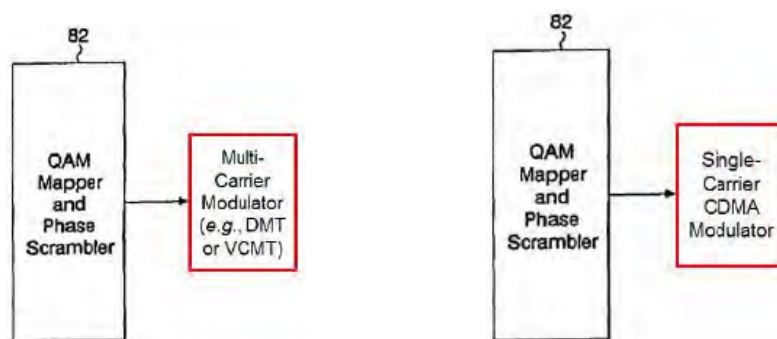 82
QAM
Mapper
and
Phase
Scrambler
Multi-
Carrier
Modulator
(e.g., DMT
or VCMT)
82
QAM
Mapper
and
Phase
Scrambler
Single-
Carrier
CDMA
Modulator